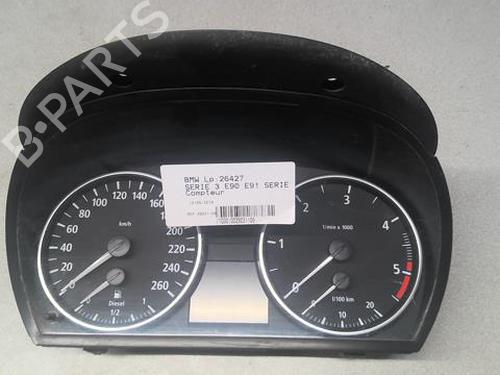 B-PARTS
BMW Lp:26427
SERIE 3 E90 E91 SERIE
Compteur
km/h
0
20
40
60
80
100
120
140
200
220
240
260
Diesel
1/2
1
1/min x 1000
0
1
2
3
4
5
l/100 km
0
10
20